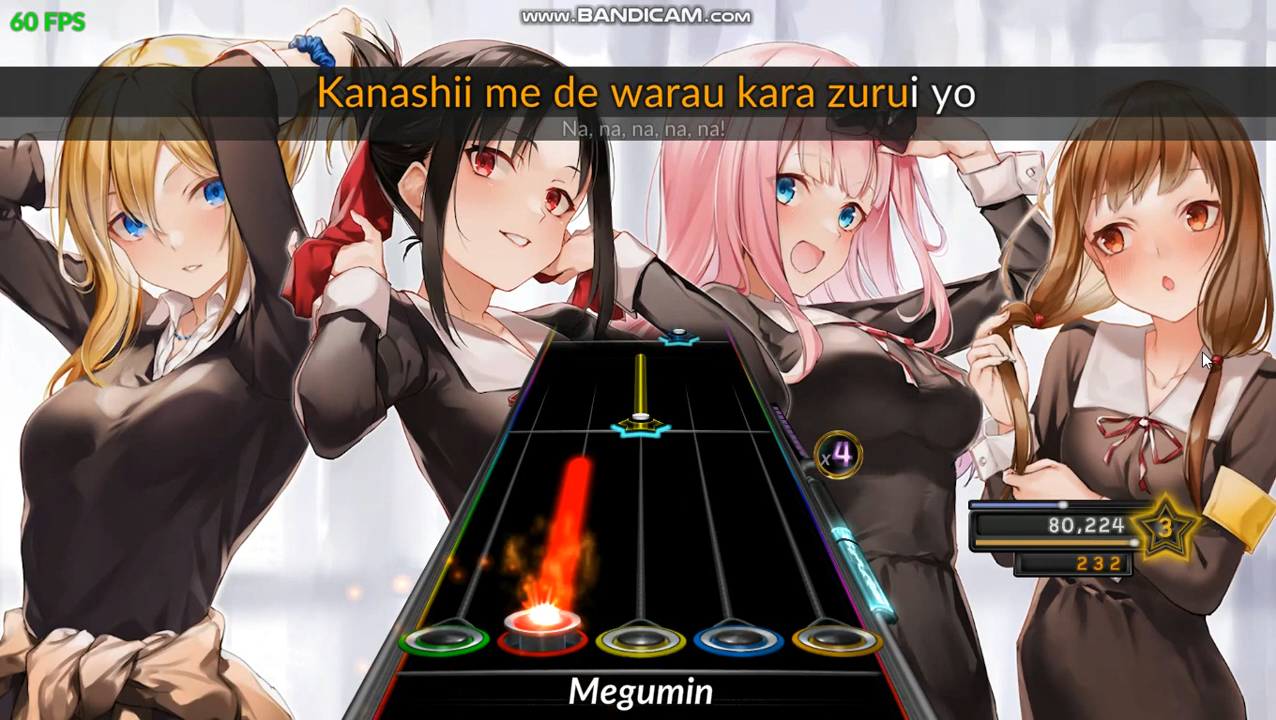 60 FPS
WWW.BANDICAM.COM
Kanashii me de warau kara zurui yo
Na, na, na, na, na!
x4
80,224
3
232
Megumin